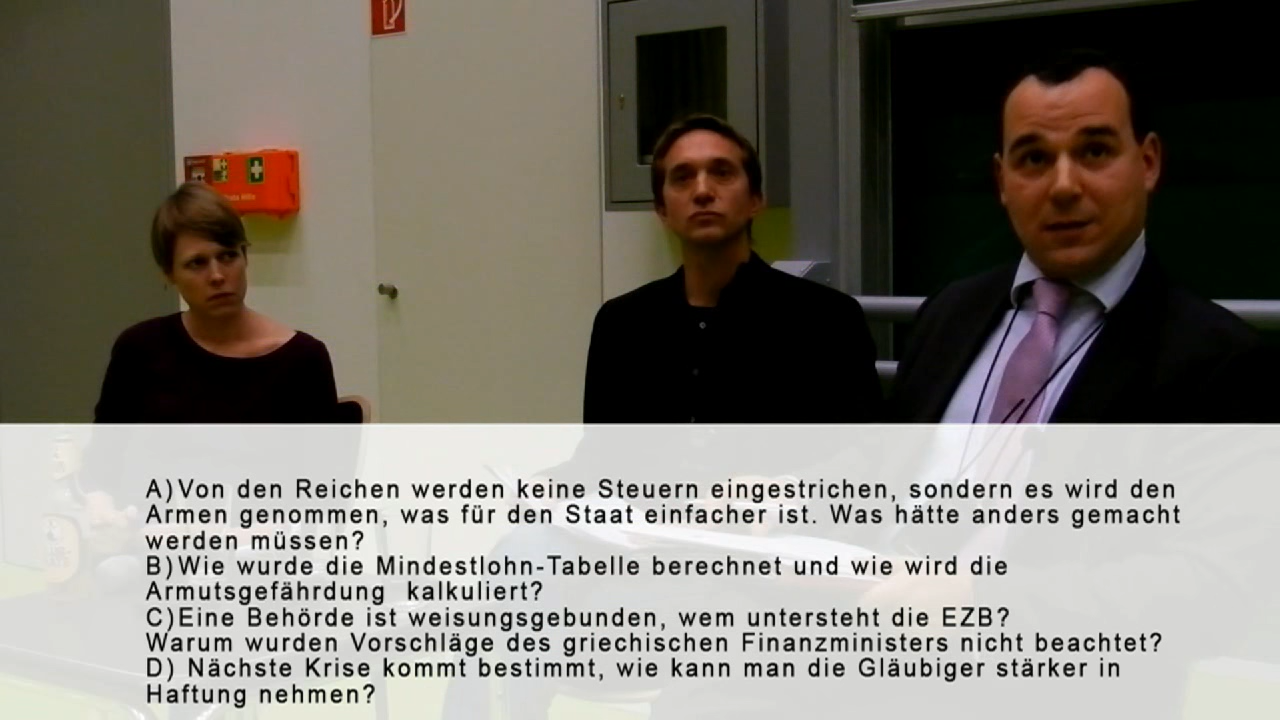 A)Von den Reichen werden keine Steuern eingestrichen, sondern es wird den
Armen genommen, was für den Staat einfacher ist. Was hätte anders gemacht
werden müssen?
B)Wie wurde die Mindestlohn-Tabelle berechnet und wie wird die
Armutsgefährdung  kalkuliert?
C)Eine Behörde ist weisungsgebunden, wem untersteht die EZB?
Warum wurden Vorschläge des griechischen Finanzministers nicht beachtet?
D) Nächste Krise kommt bestimmt, wie kann man die Gläubiger stärker in
Haftung nehmen?